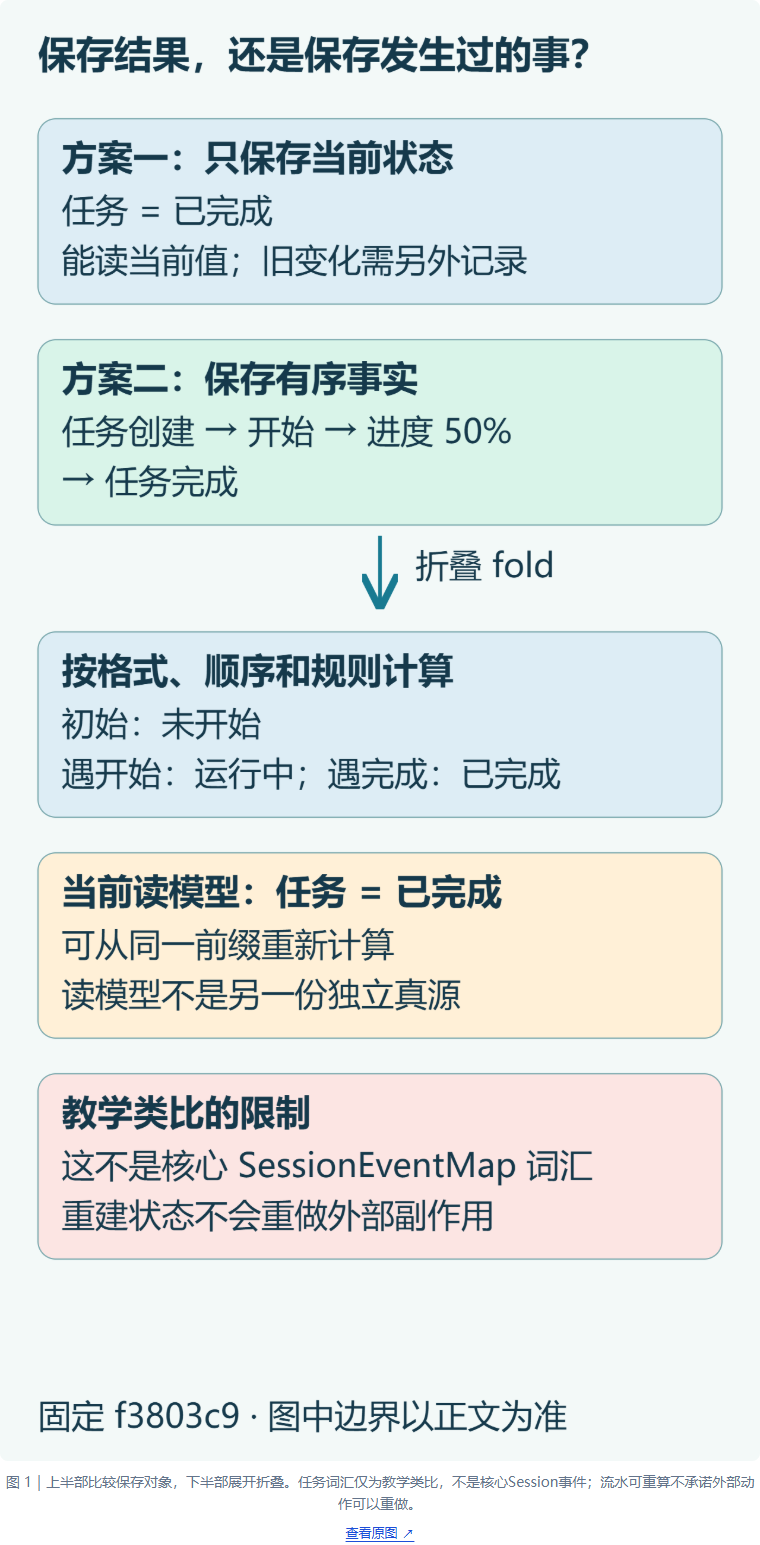 保存结果，还是保存发生过的事？
方案一：只保存当前状态
任务 = 已完成
能读当前值；旧变化需另外记录
方案二：保存有序事实
任务创建 → 开始 → 进度 50%
→ 任务完成
折叠 fold
按格式、顺序和规则计算
初始：未开始
遇开始：运行中；遇完成：已完成
当前读模型：任务 = 已完成
可从同一前缀重新计算
读模型不是另一份独立真源
教学类比的限制
这不是核心 SessionEventMap 词汇
重建状态不会重做外部副作用
固定 f3803c9 · 图中边界以正文为准
图 1｜上半部比较保存对象，下半部展开折叠。任务词汇仅为教学类比，不是核心Session事件；流水可重算不承诺外部动
作可以重做。
查看原图 ↗